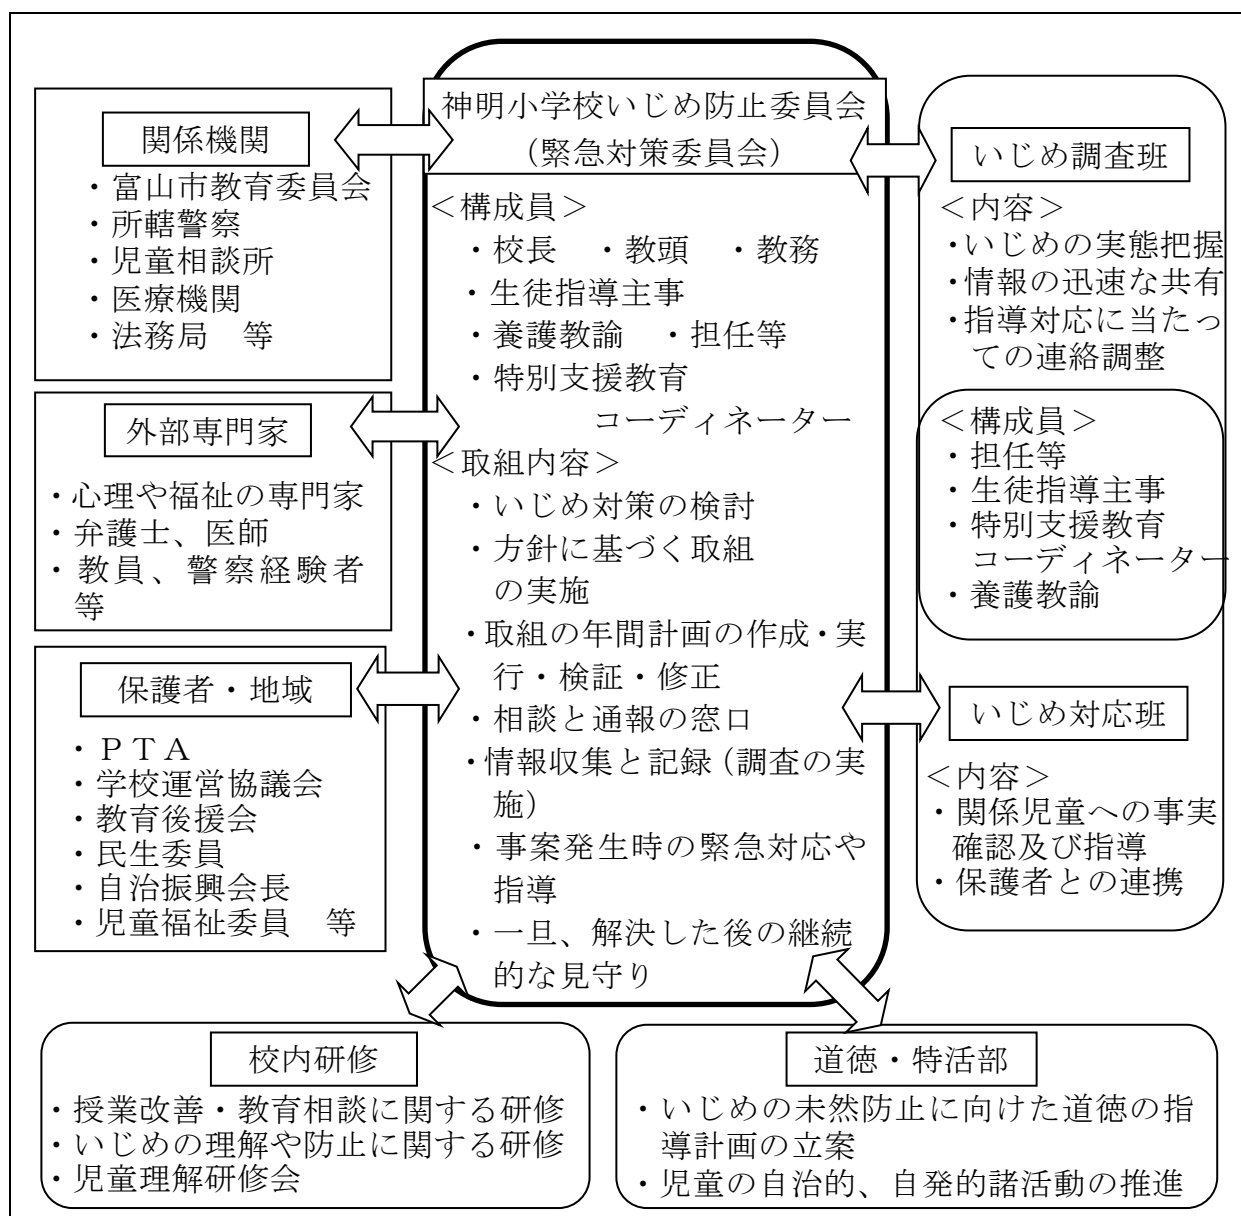 神明小学校いじめ防止委員会
（緊急対策委員会）
＜構成員＞
・校長　・教頭　・教務
・生徒指導主事
・養護教諭　・担任等
・特別支援教育
コーディネーター
＜取組内容＞
・いじめ対策の検討
・方針に基づく取組
の実施
・取組の年間計画の作成・実
行・検証・修正
・相談と通報の窓口
・情報収集と記録（調査の実
施）
・事案発生時の緊急対応や
指導
・一旦、解決した後の継続
的な見守り
関係機関
・富山市教育委員会
・所轄警察
・児童相談所
・医療機関
・法務局　等
外部専門家
・心理や福祉の専門家
・弁護士、医師
・教員、警察経験者
等
保護者・地域
・ＰＴＡ
・学校運営協議会
・教育後援会
・民生委員
・自治振興会長
・児童福祉委員　等
いじめ調査班
＜内容＞
・いじめの実態把握
・情報の迅速な共有
・指導対応に当たっ
ての連絡調整
＜構成員＞
・担任等
・生徒指導主事
・特別支援教育
コーディネーター
・養護教諭
いじめ対応班
＜内容＞
・関係児童への事実
確認及び指導
・保護者との連携
校内研修
・授業改善・教育相談に関する研修
・いじめの理解や防止に関する研修
・児童理解研修会
道徳・特活部
・いじめの未然防止に向けた道徳の指
導計画の立案
・児童の自治的、自発的諸活動の推進